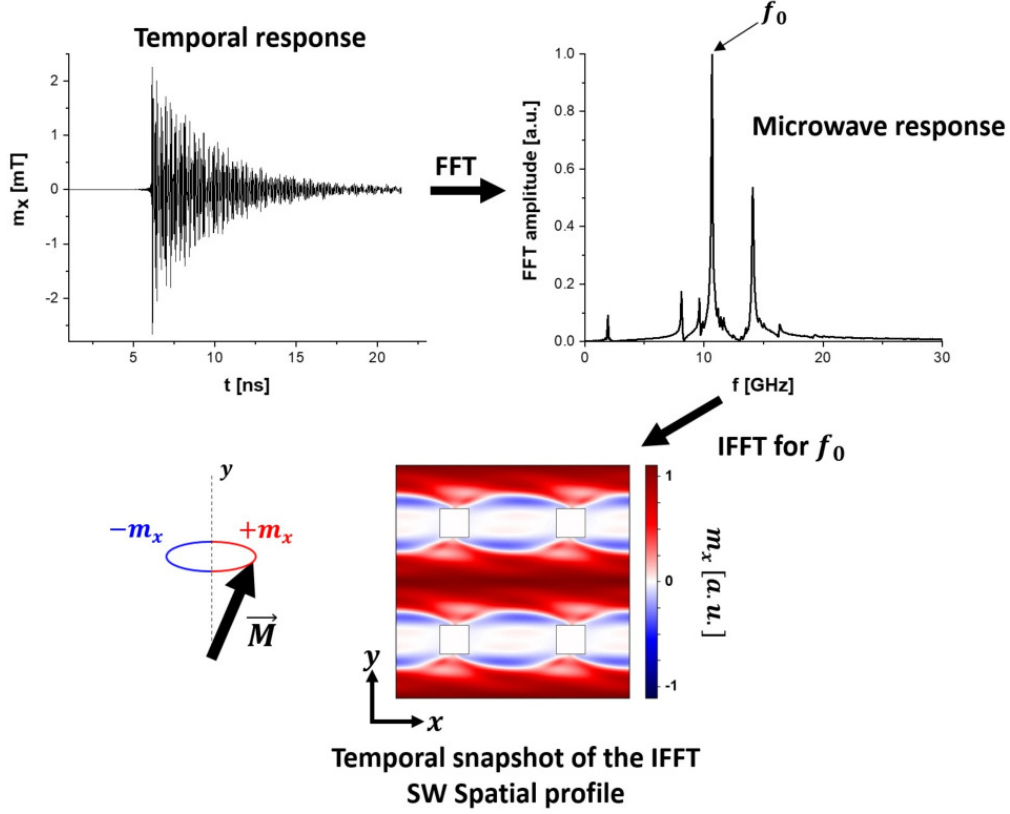 f₀
Temporal response
2
1
0
-1
-2
mₓ [mT]
5
10
15
20
t [ns]
FFT
Microwave response
1.0
0.8
0.6
0.4
0.2
0.0
FFT amplitude [a.u.]
0
10
20
30
f [GHz]
IFFT for f₀
y
−mₓ
+mₓ
M⃗
1
0
-1
mₓ [a.u.]
y
x
Temporal snapshot of the IFFT
SW Spatial profile